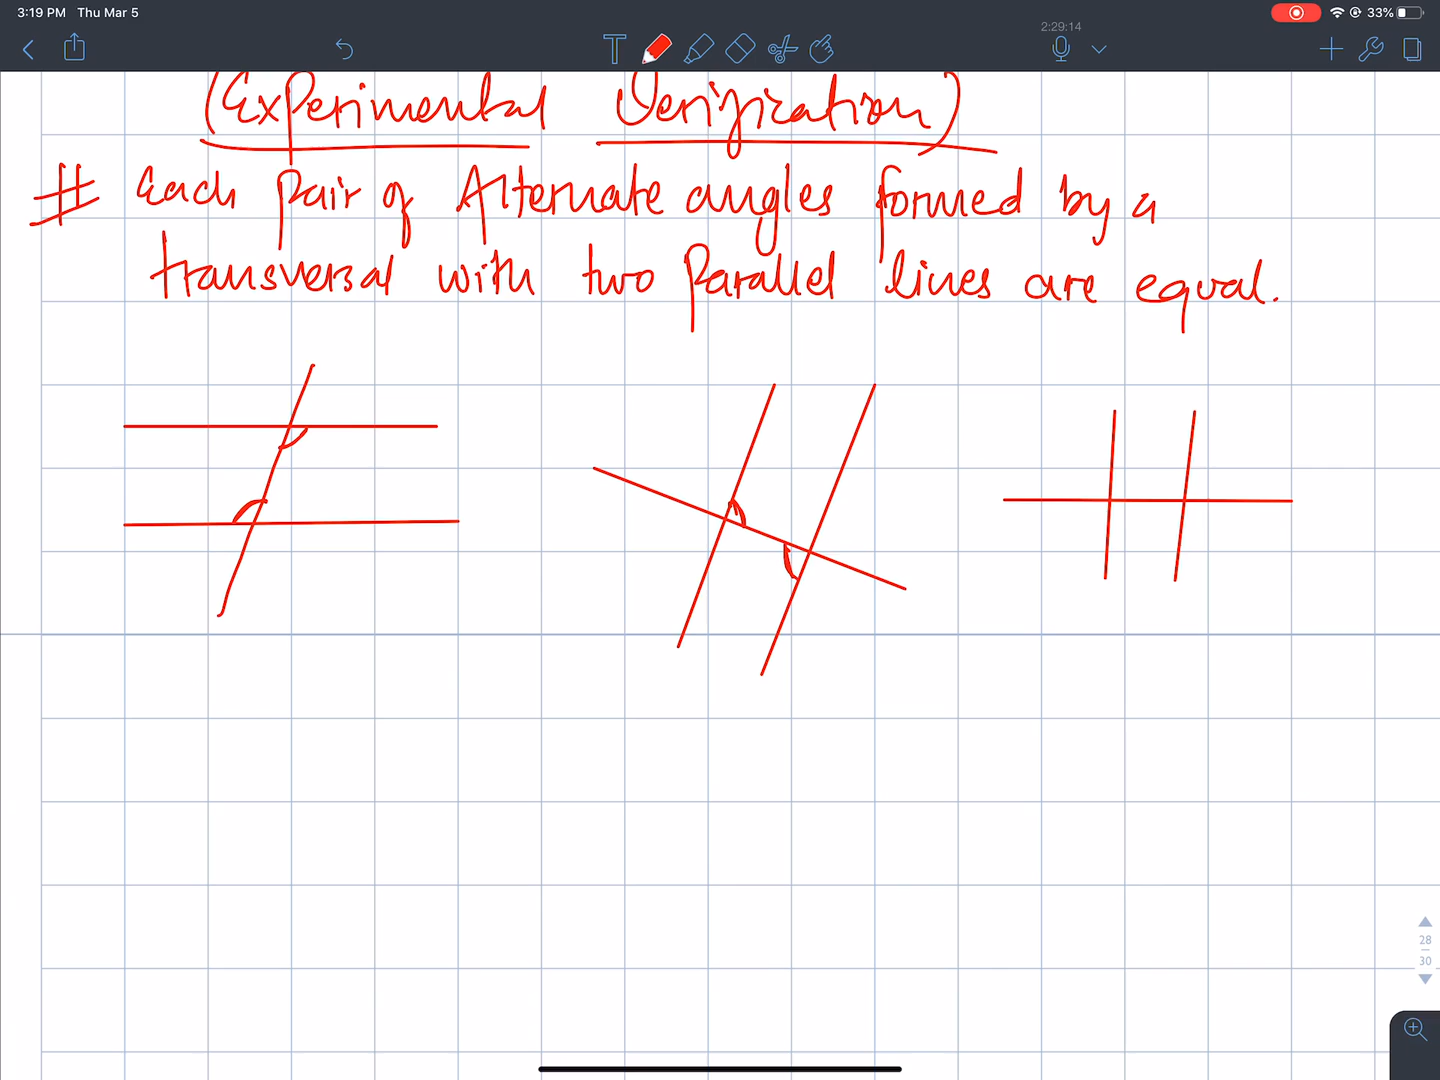 3:19 PM Thu Mar 5
33%
2:29:14
(Experimental Verification)
# Each pair of Alternate angles formed by a
transversal with two Parallel lines are equal.
28
30